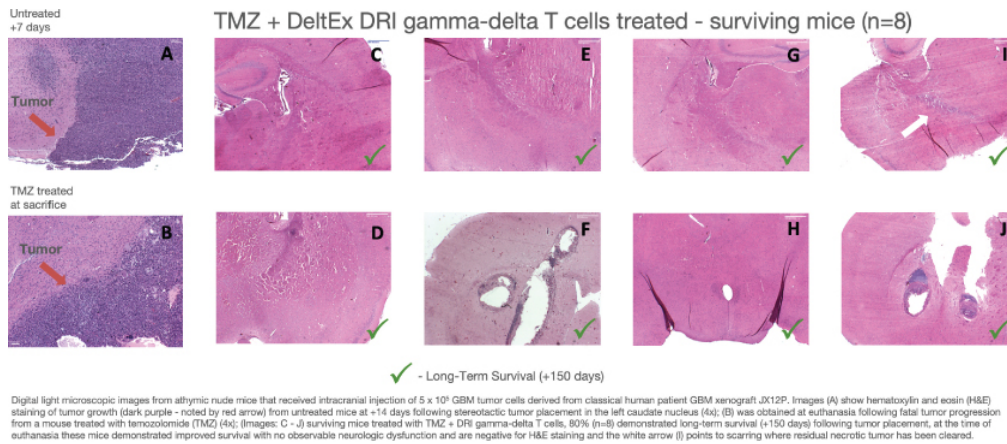 Untreated
+7 days
TMZ + DeltEx DRI gamma-delta T cells treated - surviving mice (n=8)
A
C
E
G
I
Tumor
TMZ treated
at sacrifice
B
D
F
H
J
Tumor
- Long-Term Survival (+150 days)
Digital light microscopic images from athymic nude mice that received intracranial injection of 5 x 10⁵ GBM tumor cells derived from classical human patient GBM xenograft JX12P. Images (A) show hematoxylin and eosin (H&E)
staining of tumor growth (dark purple - noted by red arrow) from untreated mice at +14 days following stereotactic tumor placement in the left caudate nucleus (4x); (B) was obtained at euthanasia following fatal tumor progression
from a mouse treated with temozolomide (TMZ) (4x); (Images: C - J) surviving mice treated with TMZ + DRI gamma-delta T cells, 80% (n=8) demonstrated long-term survival (+150 days) following tumor placement, at the time of
euthanasia these mice demonstrated improved survival with no observable neurologic dysfunction and are negative for H&E staining and the white arrow (I) points to scarring where residual necrotic tumor has been cleared.